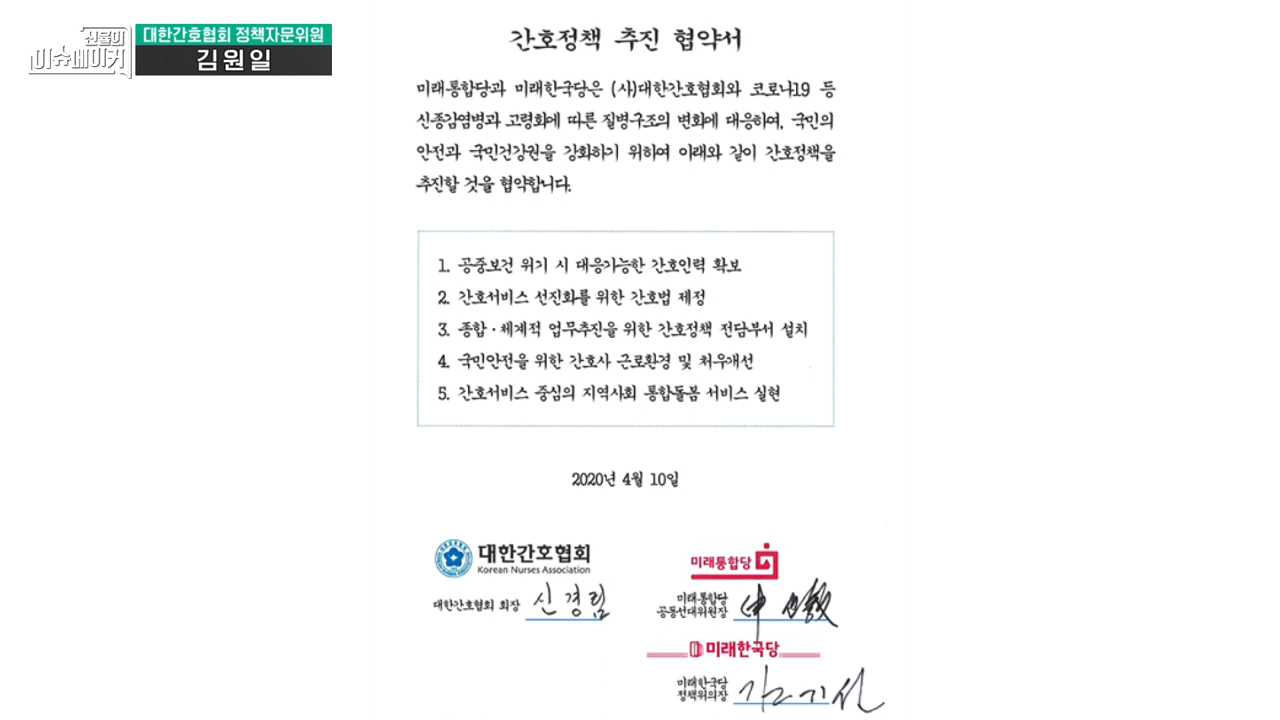 신율의
이슈메이커
대한간호협회 정책자문위원
김원일
간호정책 추진 협약서
미래통합당과 미래한국당은 (사)대한간호협회와 코로나19 등
신종감염병과 고령화에 따른 질병구조의 변화에 대응하여, 국민의
안전과 국민건강권을 강화하기 위하여 아래와 같이 간호정책을
추진할 것을 협약합니다.
1. 공중보건 위기 시 대응가능한 간호인력 확보
2. 간호서비스 선진화를 위한 간호법 제정
3. 종합·체계적 업무추진을 위한 간호정책 전담부서 설치
4. 국민안전을 위한 간호사 근로환경 및 처우개선
5. 간호서비스 중심의 지역사회 통합돌봄 서비스 실현
2020년 4월 10일
대한간호협회
Korean Nurses Association
대한간호협회 회장 신경림
미래통합당
미래통합당
공동선대위원장
미래한국당
미래한국당
정책위의장